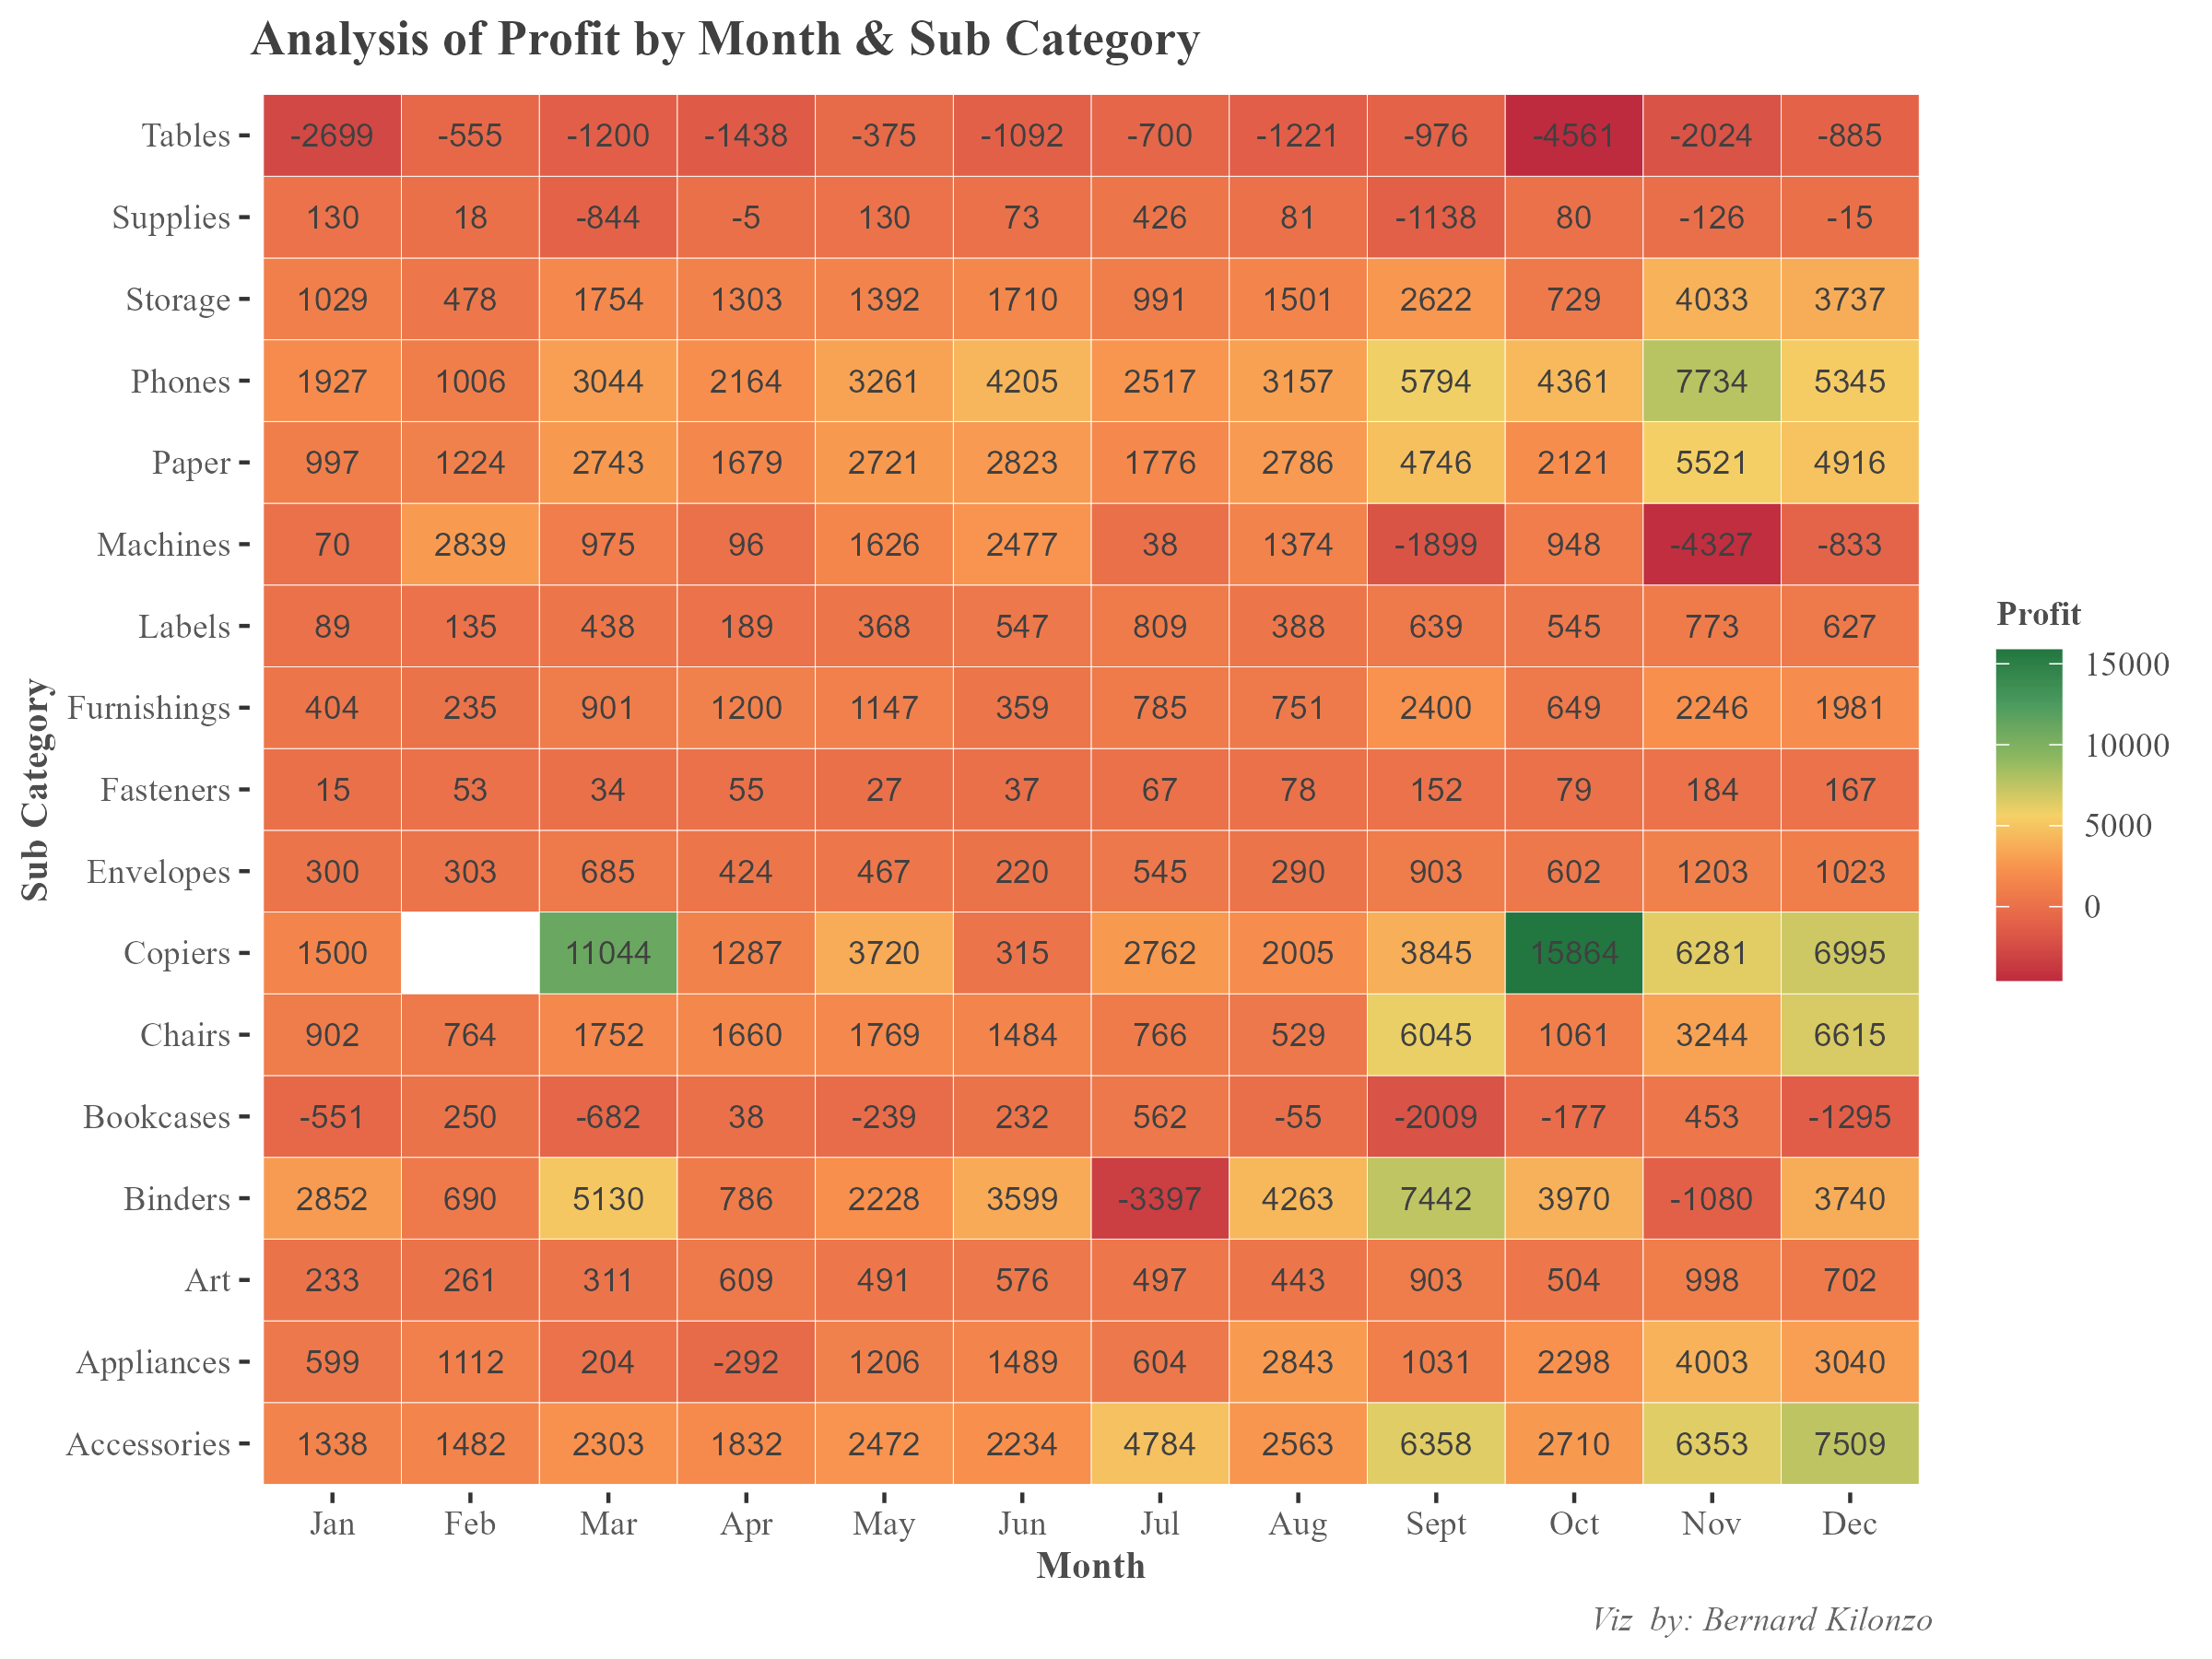 Analysis of Profit by Month & Sub Category
Tables -2699 -555 -1200 -1438 -375 -1092 -700 -1221 -976 -4561 -2024 -885
Supplies 130 18 -844 -5 130 73 426 81 -1138 80 -126 -15
Storage 1029 478 1754 1303 1392 1710 991 1501 2622 729 4033 3737
Phones 1927 1006 3044 2164 3261 4205 2517 3157 5794 4361 7734 5345
Paper 997 1224 2743 1679 2721 2823 1776 2786 4746 2121 5521 4916
Machines 70 2839 975 96 1626 2477 38 1374 -1899 948 -4327 -833
Labels 89 135 438 189 368 547 809 388 639 545 773 627
Furnishings 404 235 901 1200 1147 359 785 751 2400 649 2246 1981
Fasteners 15 53 34 55 27 37 67 78 152 79 184 167
Envelopes 300 303 685 424 467 220 545 290 903 602 1203 1023
Copiers 1500 11044 1287 3720 315 2762 2005 3845 15864 6281 6995
Chairs 902 764 1752 1660 1769 1484 766 529 6045 1061 3244 6615
Bookcases -551 250 -682 38 -239 232 562 -55 -2009 -177 453 -1295
Binders 2852 690 5130 786 2228 3599 -3397 4263 7442 3970 -1080 3740
Art 233 261 311 609 491 576 497 443 903 504 998 702
Appliances 599 1112 204 -292 1206 1489 604 2843 1031 2298 4003 3040
Accessories 1338 1482 2303 1832 2472 2234 4784 2563 6358 2710 6353 7509
Jan Feb Mar Apr May Jun Jul Aug Sept Oct Nov Dec
Month
Sub Category
Profit
15000
10000
5000
0
Viz by: Bernard Kilonzo